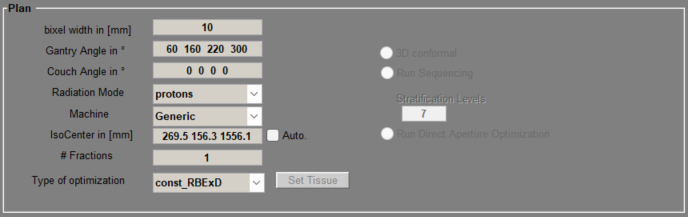 Plan
bixel width in [mm] 10
Gantry Angle in ° 60 160 220 300
3D conformal
Couch Angle in ° 0 0 0 0
Run Sequencing
Radiation Mode protons
Stratification Levels
Machine Generic
7
IsoCenter in [mm] 269.5 156.3 1556.1 Auto.
Run Direct Aperture Optimization
# Fractions 1
Type of optimization const_RBExD Set Tissue